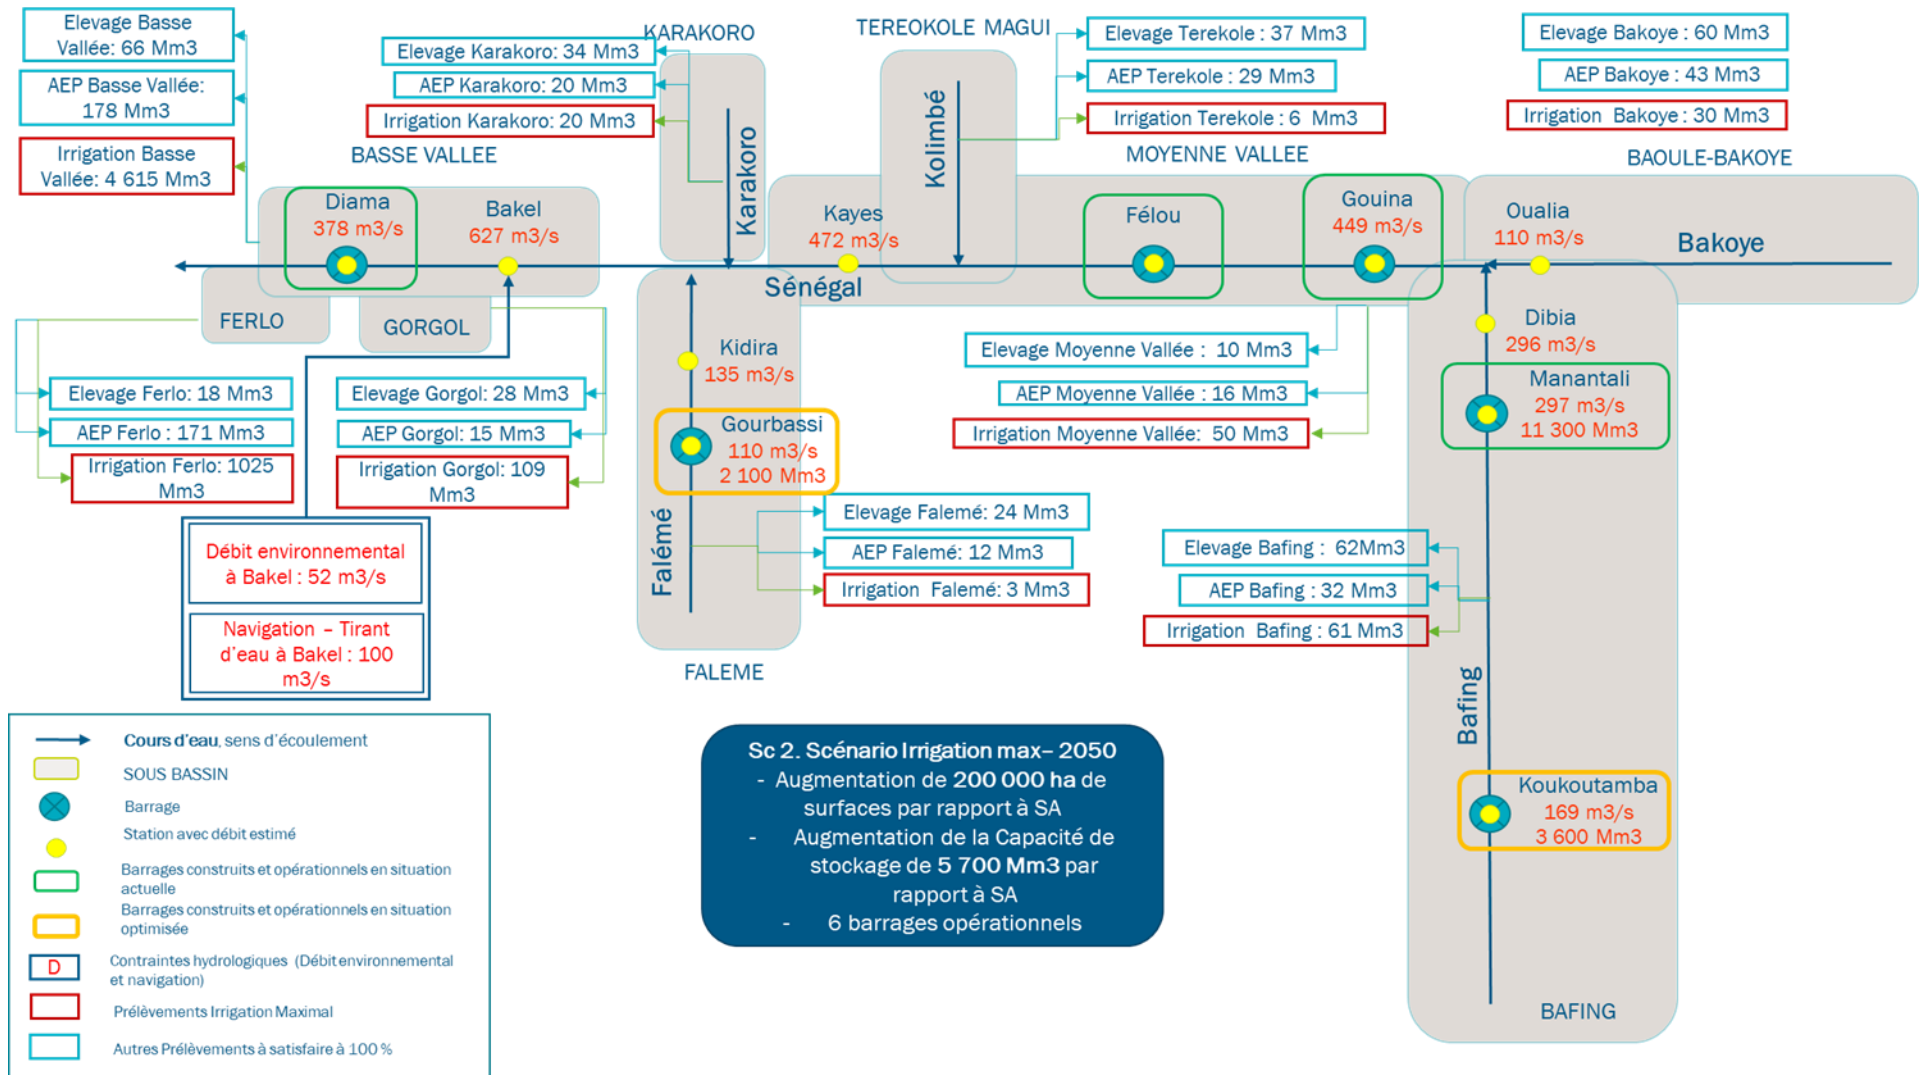 Elevage Basse
Vallée: 66 Mm3
AEP Basse Vallée:
178 Mm3
Irrigation Basse
Vallée: 4 615 Mm3
KARAKORO
Elevage Karakoro: 34 Mm3
AEP Karakoro: 20 Mm3
Irrigation Karakoro: 20 Mm3
BASSE VALLEE
Karakoro
TEREOKOLE MAGUI
Kolimbé
Elevage Terekole : 37 Mm3
AEP Terekole : 29 Mm3
Irrigation Terekole : 6 Mm3
MOYENNE VALLEE
Elevage Bakoye : 60 Mm3
AEP Bakoye : 43 Mm3
Irrigation Bakoye : 30 Mm3
BAOULE-BAKOYE
Diama
378 m3/s
Bakel
627 m3/s
Kayes
472 m3/s
Félou
Gouina
449 m3/s
Oualia
110 m3/s
Bakoye
Sénégal
FERLO
GORGOL
Elevage Ferlo: 18 Mm3
AEP Ferlo : 171 Mm3
Irrigation Ferlo: 1025
Mm3
Elevage Gorgol: 28 Mm3
AEP Gorgol: 15 Mm3
Irrigation Gorgol: 109
Mm3
Kidira
135 m3/s
Gourbassi
110 m3/s
2 100 Mm3
Falémé
Elevage Falemé: 24 Mm3
AEP Falemé: 12 Mm3
Irrigation Falemé: 3 Mm3
FALEME
Elevage Moyenne Vallée : 10 Mm3
AEP Moyenne Vallée : 16 Mm3
Irrigation Moyenne Vallée: 50 Mm3
Dibia
296 m3/s
Manantali
297 m3/s
11 300 Mm3
Elevage Bafing : 62Mm3
AEP Bafing : 32 Mm3
Irrigation Bafing : 61 Mm3
Bafing
Koukoutamba
169 m3/s
3 600 Mm3
BAFING
Débit environnemental
à Bakel : 52 m3/s
Navigation – Tirant
d'eau à Bakel : 100
m3/s
Cours d'eau, sens d'écoulement
SOUS BASSIN
Barrage
Station avec débit estimé
Barrages construits et opérationnels en situation
actuelle
Barrages construits et opérationnels en situation
optimisée
D
Contraintes hydrologiques (Débit environnemental
et navigation)
Prélèvements Irrigation Maximal
Autres Prélèvements à satisfaire à 100 %
Sc 2. Scénario Irrigation max– 2050
- Augmentation de 200 000 ha de
surfaces par rapport à SA
- Augmentation de la Capacité de
stockage de 5 700 Mm3 par
rapport à SA
- 6 barrages opérationnels